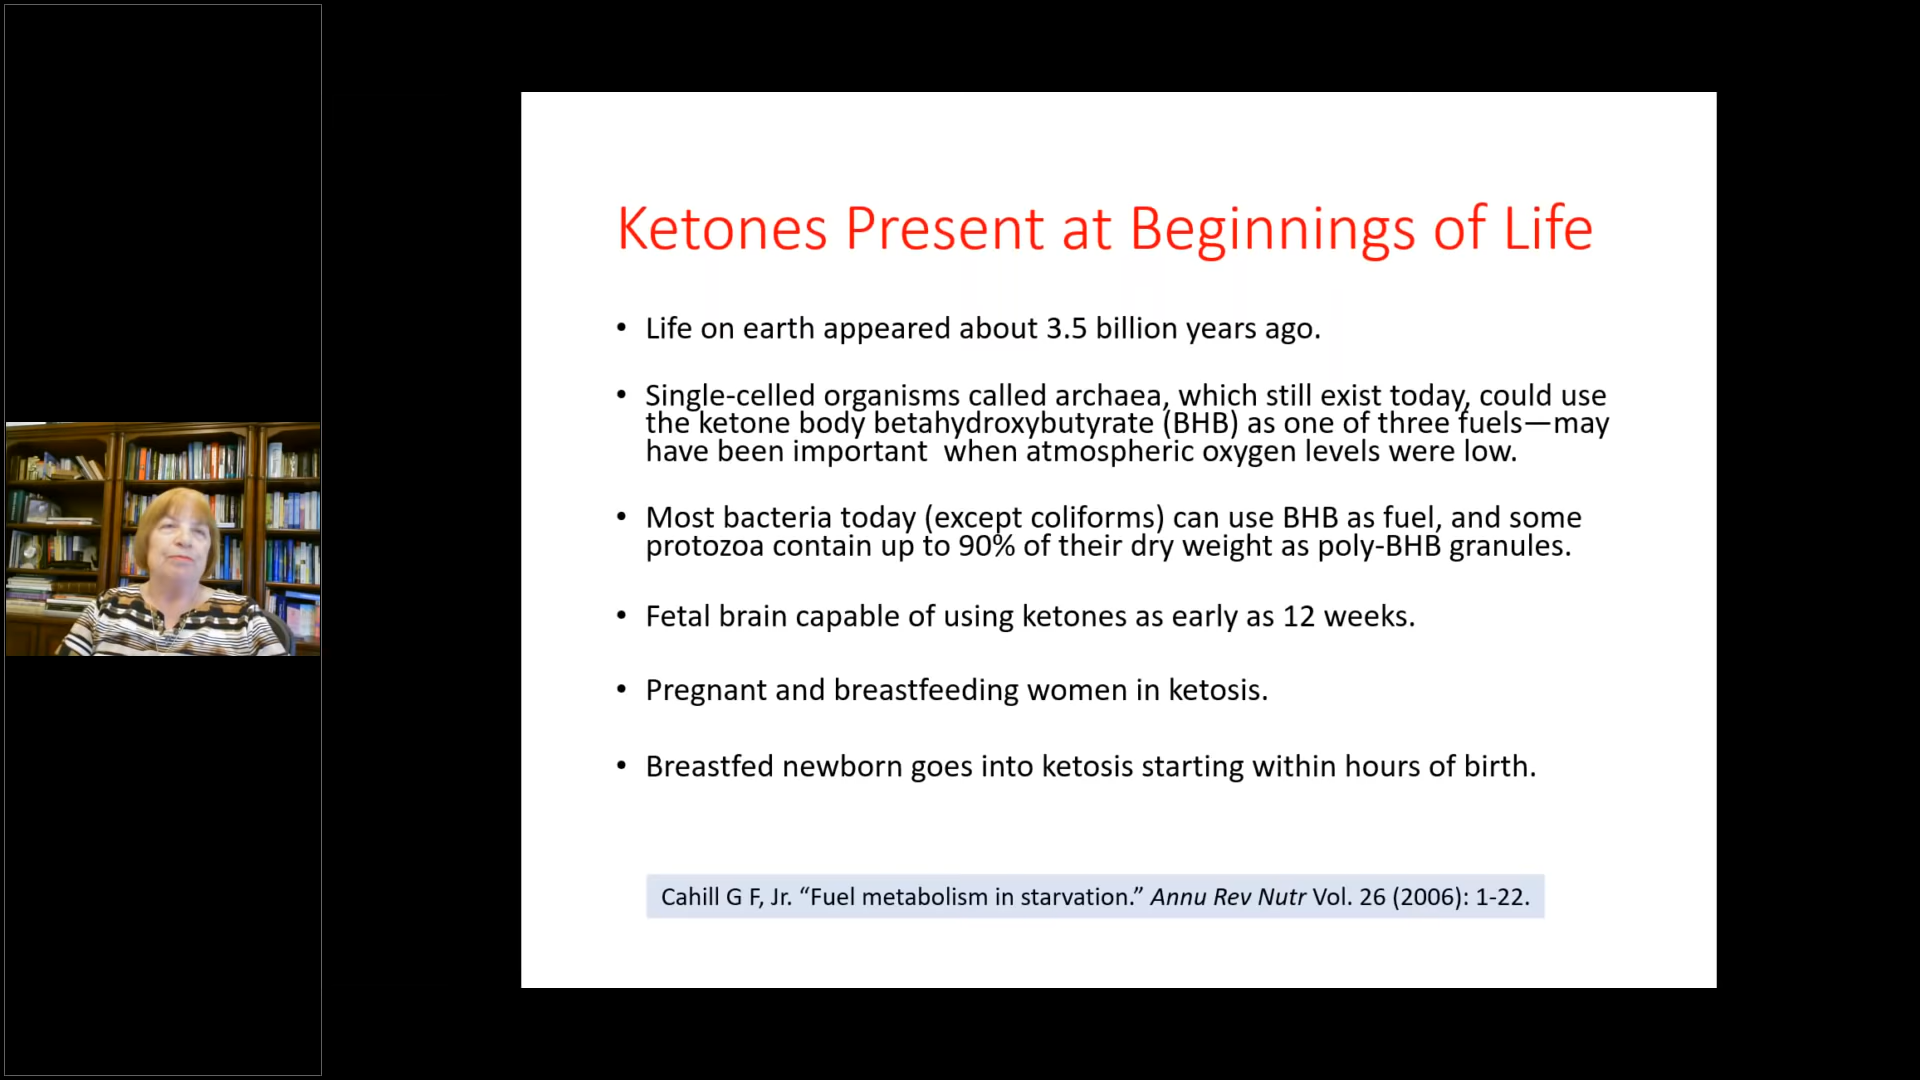 Ketones Present at Beginnings of Life
• Life on earth appeared about 3.5 billion years ago.
• Single-celled organisms called archaea, which still exist today, could use
the ketone body betahydroxybutyrate (BHB) as one of three fuels—may
have been important  when atmospheric oxygen levels were low.
• Most bacteria today (except coliforms) can use BHB as fuel, and some
protozoa contain up to 90% of their dry weight as poly-BHB granules.
• Fetal brain capable of using ketones as early as 12 weeks.
• Pregnant and breastfeeding women in ketosis.
• Breastfed newborn goes into ketosis starting within hours of birth.
Cahill G F, Jr. “Fuel metabolism in starvation.” Annu Rev Nutr Vol. 26 (2006): 1-22.